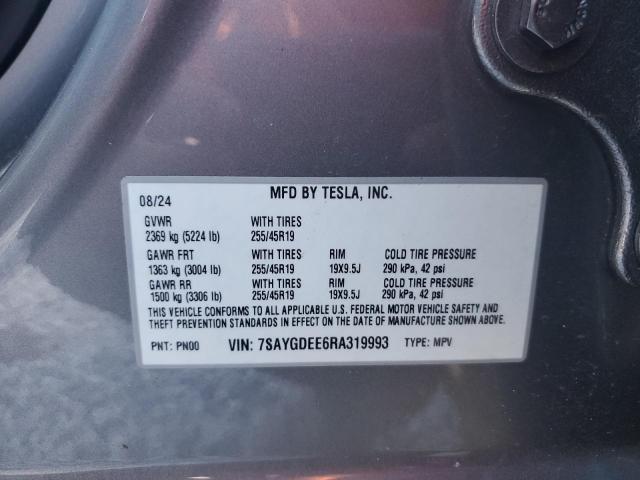 MFD BY TESLA, INC.
08/24
GVWR WITH TIRES
2369 kg (5224 lb) 255/45R19
GAWR FRT WITH TIRES RIM COLD TIRE PRESSURE
1363 kg (3004 lb) 255/45R19 19X9.5J 290 kPa, 42 psi
GAWR RR WITH TIRES RIM COLD TIRE PRESSURE
1500 kg (3306 lb) 255/45R19 19X9.5J 290 kPa, 42 psi
THIS VEHICLE CONFORMS TO ALL APPLICABLE U.S. FEDERAL MOTOR VEHICLE SAFETY AND
THEFT PREVENTION STANDARDS IN EFFECT ON THE DATE OF MANUFACTURE SHOWN ABOVE.
PNT: PN00 VIN: 7SAYGDEE6RA319993 TYPE: MPV